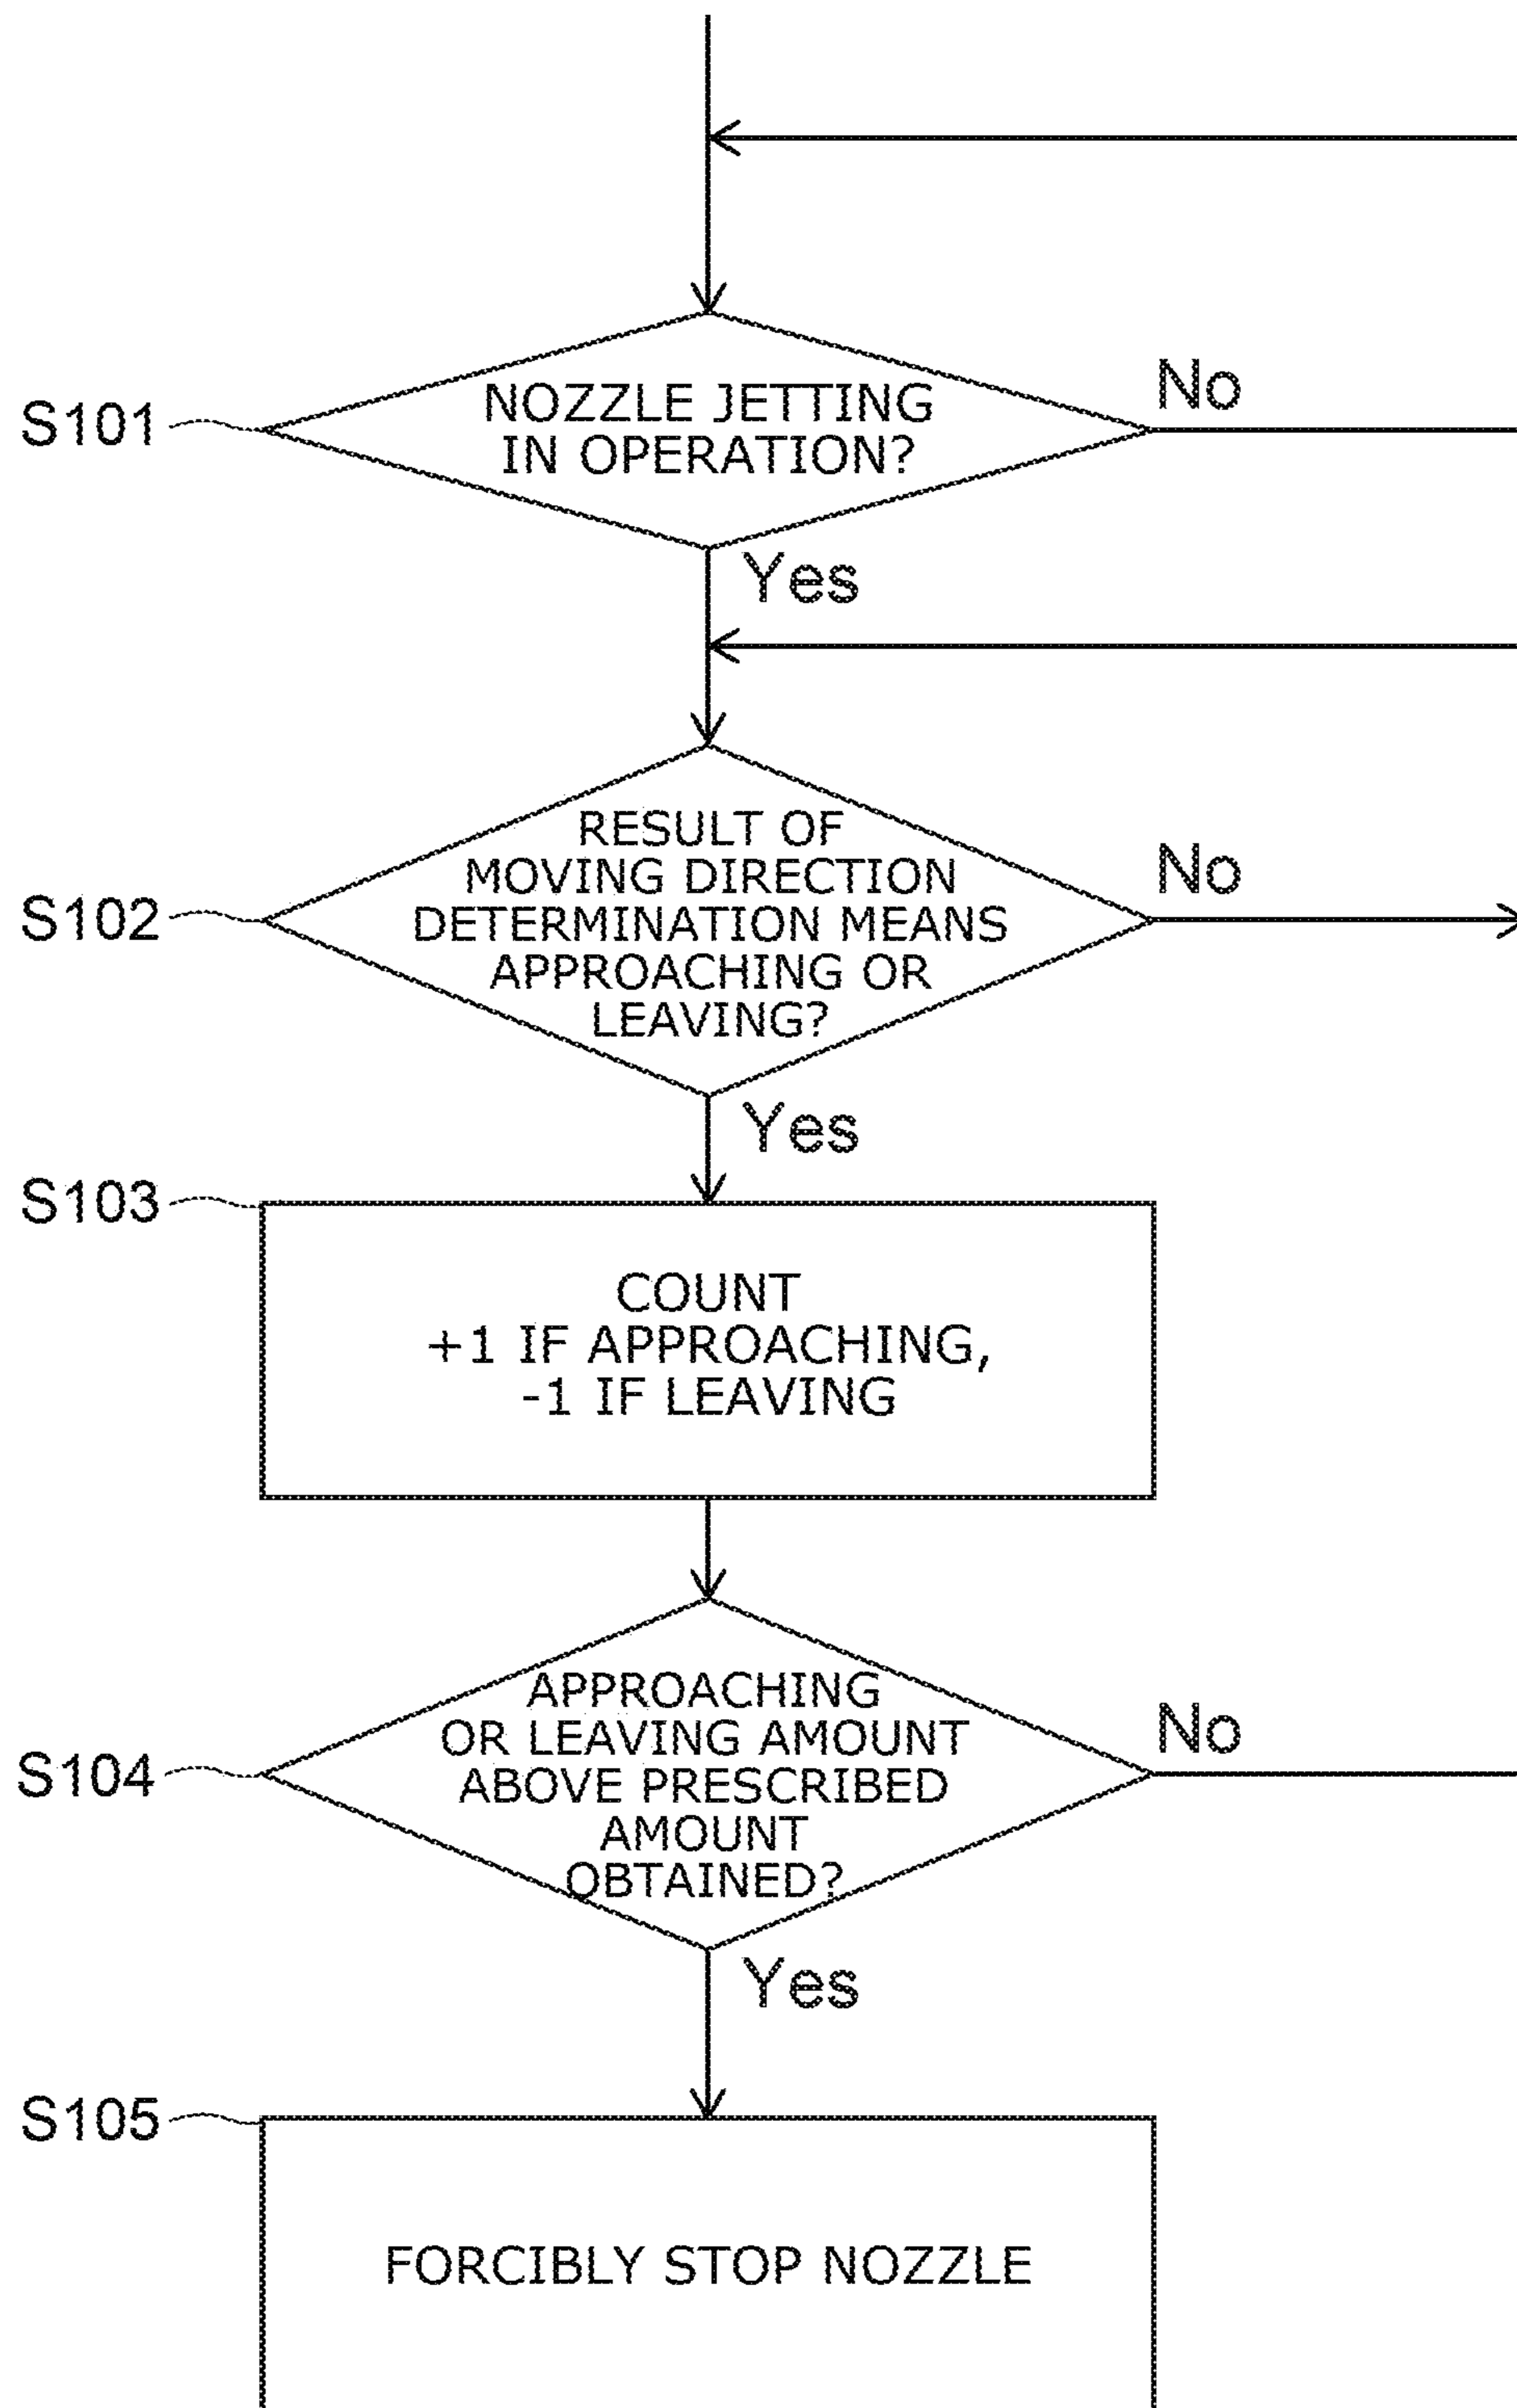 S101
NOZZLE JETTING
IN OPERATION?
No
Yes
S102
RESULT OF
MOVING DIRECTION
DETERMINATION MEANS
APPROACHING OR
LEAVING?
No
Yes
S103
COUNT
+1 IF APPROACHING,
-1 IF LEAVING
S104
APPROACHING
OR LEAVING AMOUNT
ABOVE PRESCRIBED
AMOUNT
OBTAINED?
No
Yes
S105
FORCIBLY STOP NOZZLE